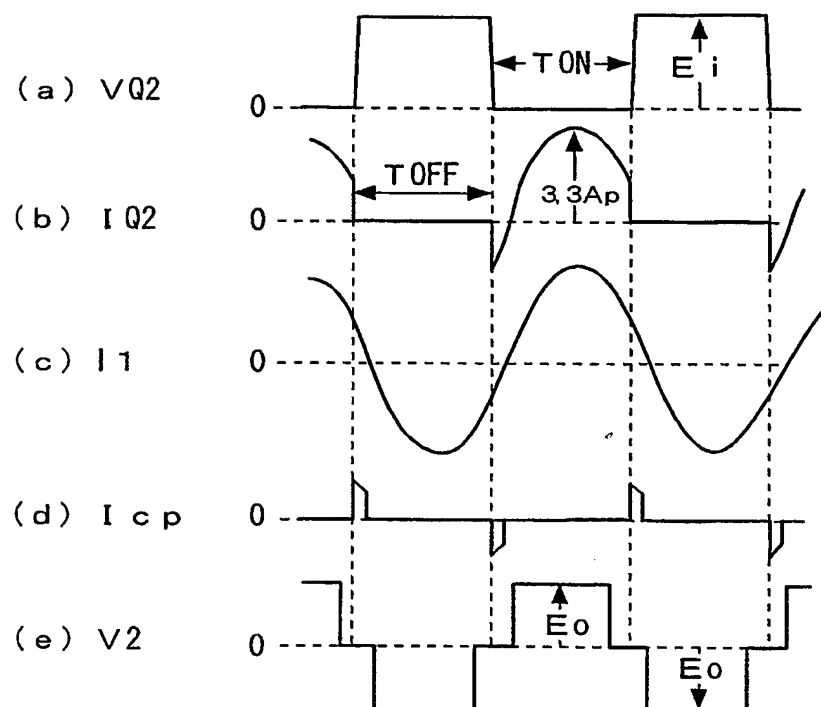 (a) VQ2 0 TON Ei
(b) IQ2 0 TOFF 3,3Ap
(c) I1 0
(d) Icp 0
(e) V2 0 Eo Eo